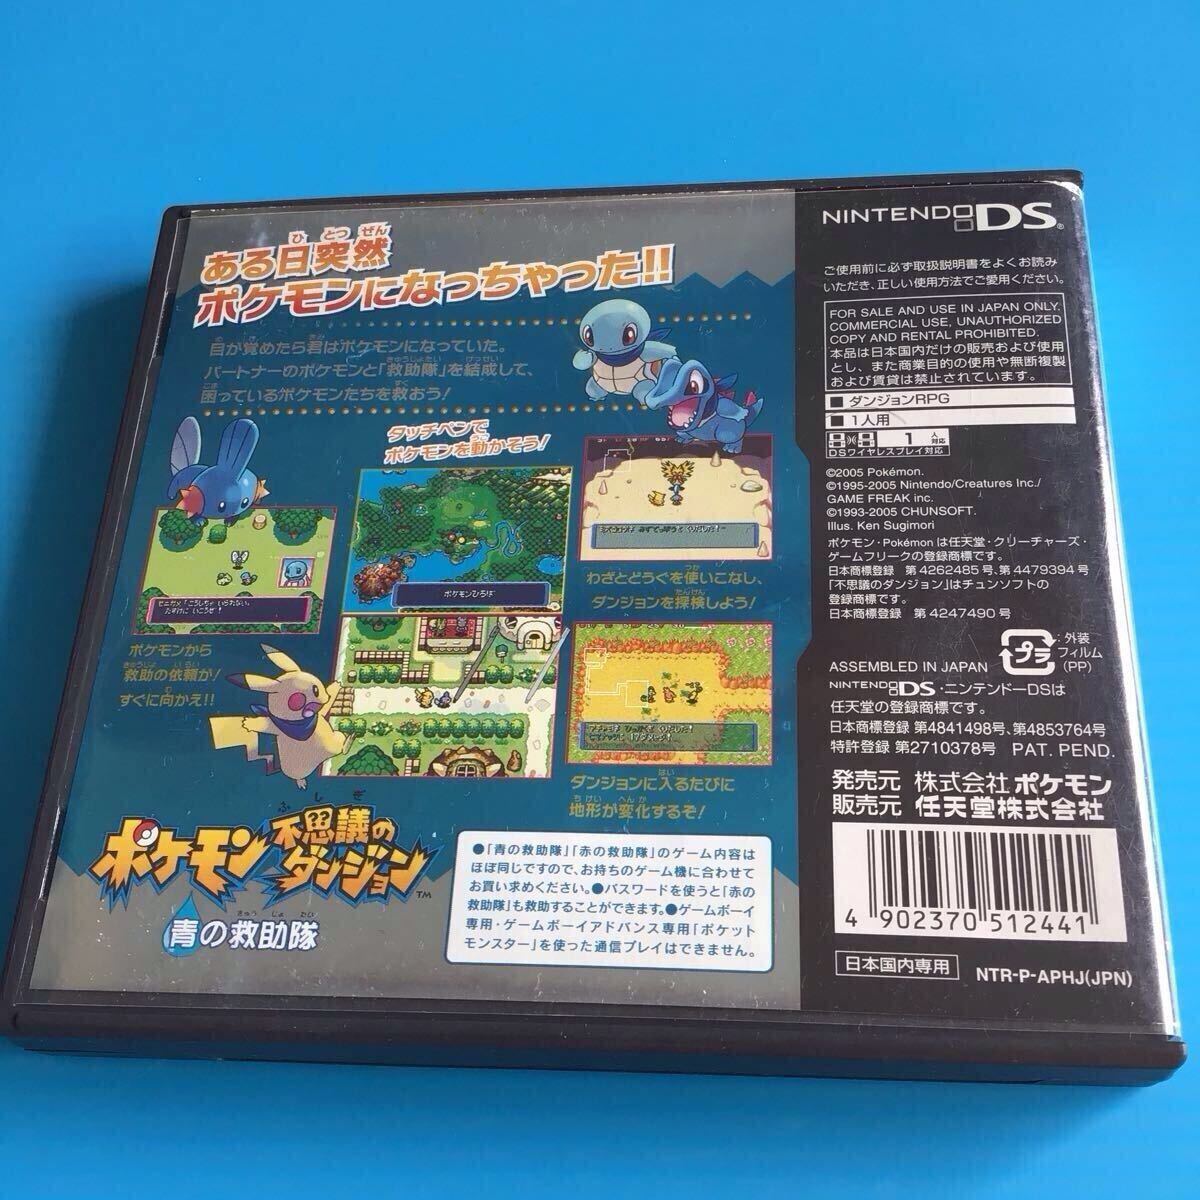 ある日突然
ひ とつ ぜん
ポケモンになっちゃった!!
目が覚めたら君はポケモンになっていた。
パートナーのポケモンと「救助隊」を結成して、
困っているポケモンたちを救おう!
タッチペンで
ポケモンを動かそう!
ポケモンひろば
わざとどうぐを使いこなし、
ダンジョンを探検しよう!
ポケモンから
救助の依頼が!
すぐに向かえ!!
ダンジョンに入るたびに
地形が変化するぞ!
ポケモン不思議のダンジョン™
ふしぎ
青の救助隊
きゅうじょたい
●「青の救助隊」「赤の救助隊」のゲーム内容は
ほぼ同じですので、お持ちのゲーム機に合わせて
お買い求めください。●パスワードを使うと「赤の
救助隊」も救助することができます。●ゲームボーイ
専用・ゲームボーイアドバンス専用「ポケット
モンスター」を使った通信プレイはできません。
NINTENDO DS®
ご使用前に必ず取扱説明書をよくお読み
いただき、正しい使用方法でご愛用ください。
FOR SALE AND USE IN JAPAN ONLY.
COMMERCIAL USE, UNAUTHORIZED
COPY AND RENTAL PROHIBITED.
本品は日本国内だけの販売および使用
とし、また商業目的の使用や無断複製
および賃貸は禁止されています。
■ ダンジョンRPG
■ 1人用
1人対応
DSワイヤレスプレイ対応
©2005 Pokémon.
©1995-2005 Nintendo/Creatures Inc./
GAME FREAK inc.
©1993-2005 CHUNSOFT.
Illus. Ken Sugimori
ポケモン・Pokémon は任天堂・クリーチャーズ・
ゲームフリークの登録商標です。
日本商標登録 第4262485号、第4479394号
「不思議のダンジョン」はチュンソフトの
登録商標です。
日本商標登録 第4247490号
プラ
:外装
フィルム
(PP)
ASSEMBLED IN JAPAN
NINTENDO DS・ニンテンドーDSは
任天堂の登録商標です。
日本商標登録 第4841498号、第4853764号
特許登録 第2710378号 PAT. PEND.
発売元 株式会社 ポケモン
販売元 任天堂株式会社
4 902370 512441
日本国内専用
NTR-P-APHJ(JPN)